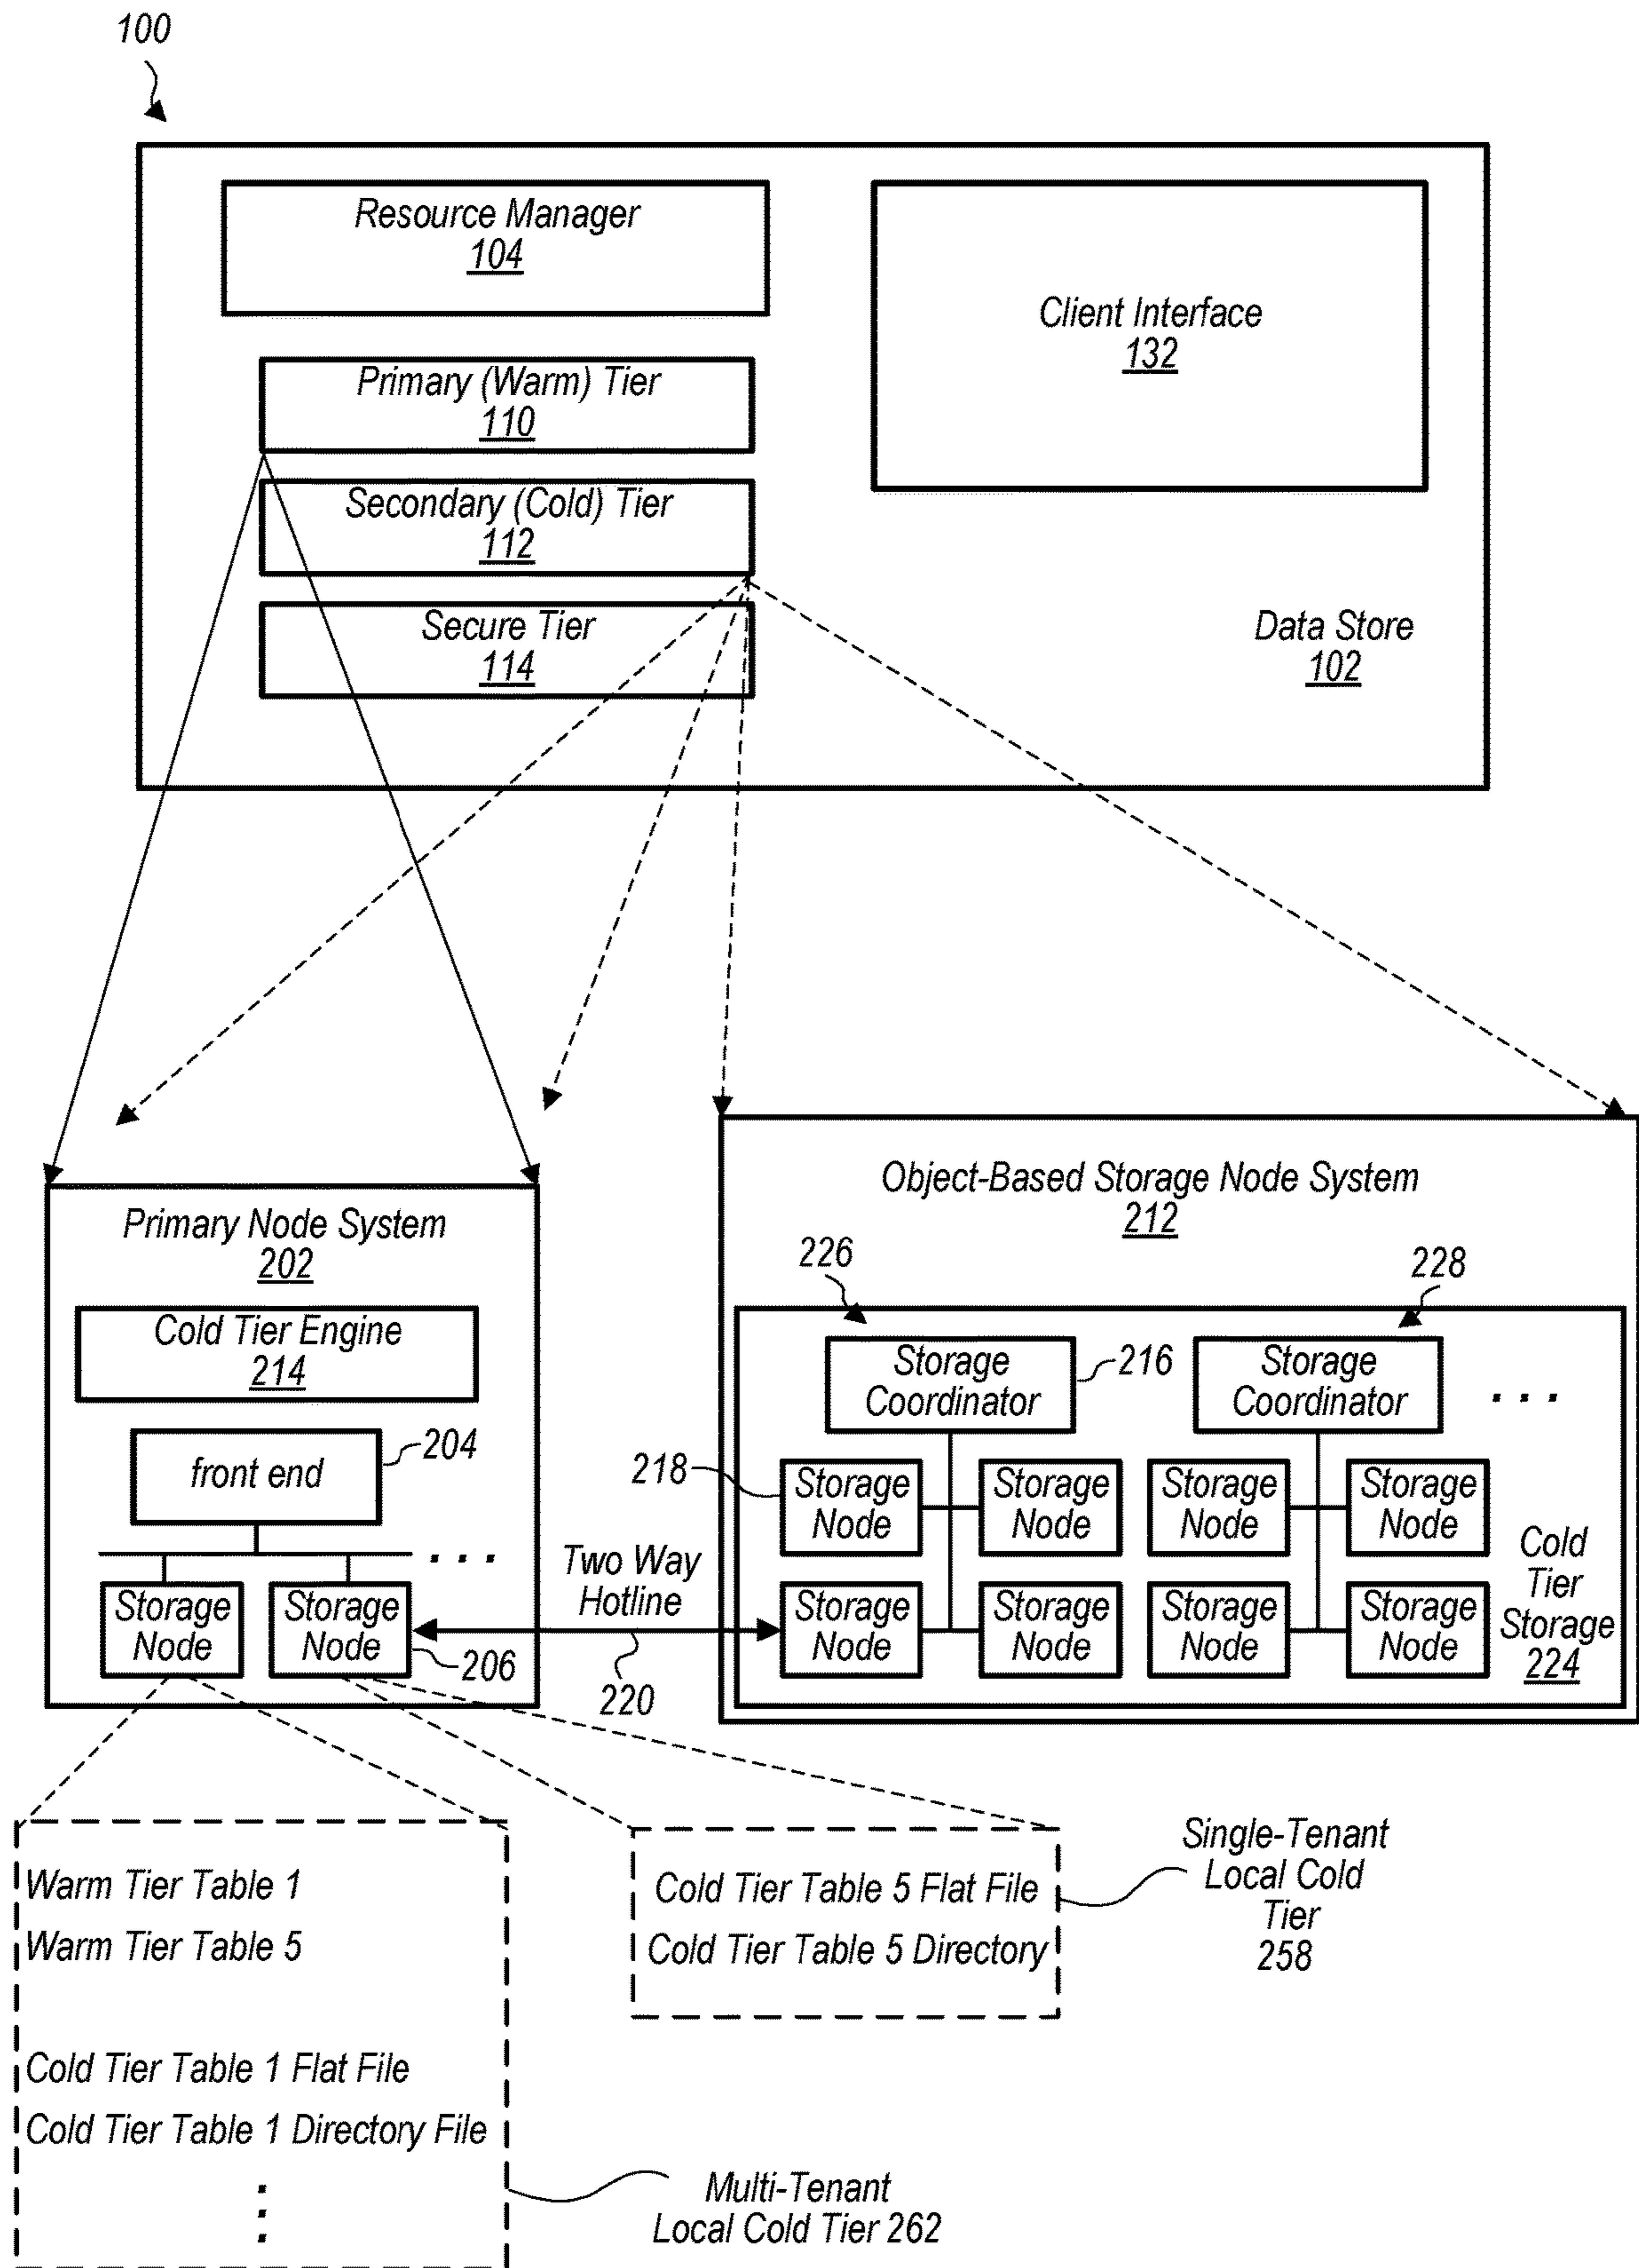 100
Resource Manager
104
Client Interface
132
Primary (Warm) Tier
110
Secondary (Cold) Tier
112
Secure Tier
114
Data Store
102
Primary Node System
202
Cold Tier Engine
214
front end
204
. . .
Storage
Node
Storage
Node
206
Two Way
Hotline
220
Object-Based Storage Node System
212
226
228
Storage
Coordinator
216
Storage
Coordinator
. . .
218
Storage
Node
Storage
Node
Storage
Node
Storage
Node
Storage
Node
Storage
Node
Storage
Node
Storage
Node
Cold
Tier
Storage
224
Warm Tier Table 1
Warm Tier Table 5
Cold Tier Table 1 Flat File
Cold Tier Table 1 Directory File
Multi-Tenant
Local Cold Tier 262
Cold Tier Table 5 Flat File
Cold Tier Table 5 Directory
Single-Tenant
Local Cold
Tier
258